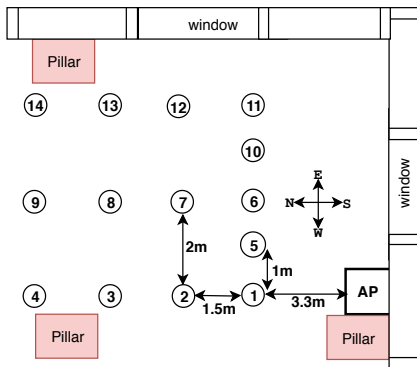 window
Pillar
14 13 12 11
10
E
N S
W
window
9 8 7 6
5
2m
1m
AP
4 3 2 1
1.5m
3.3m
Pillar
Pillar